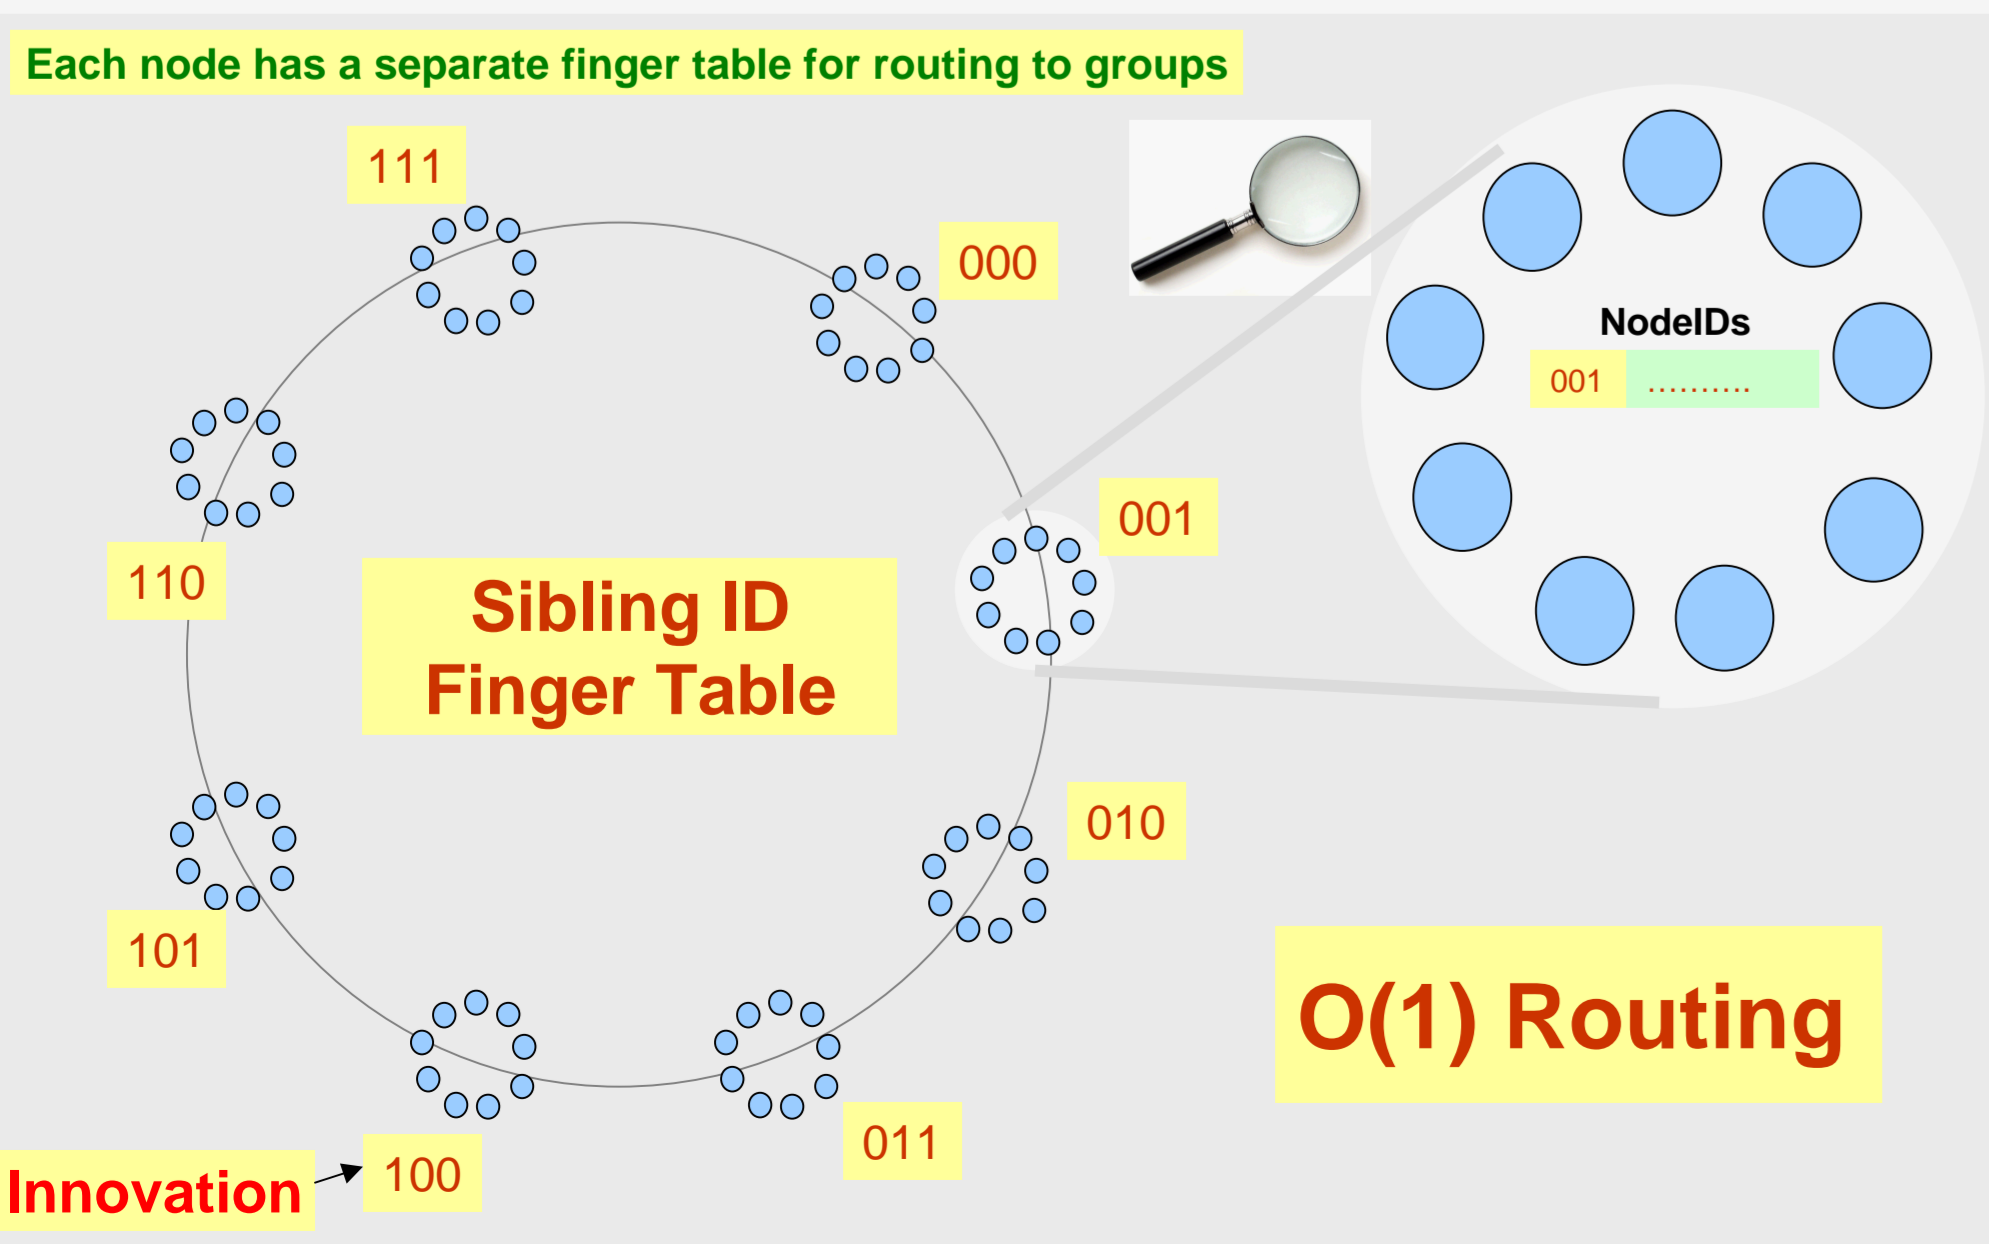 Each node has a separate finger table for routing to groups
111
000
NodeIDs
001 ..........
001
110
Sibling ID
Finger Table
010
101
O(1) Routing
011
100
Innovation